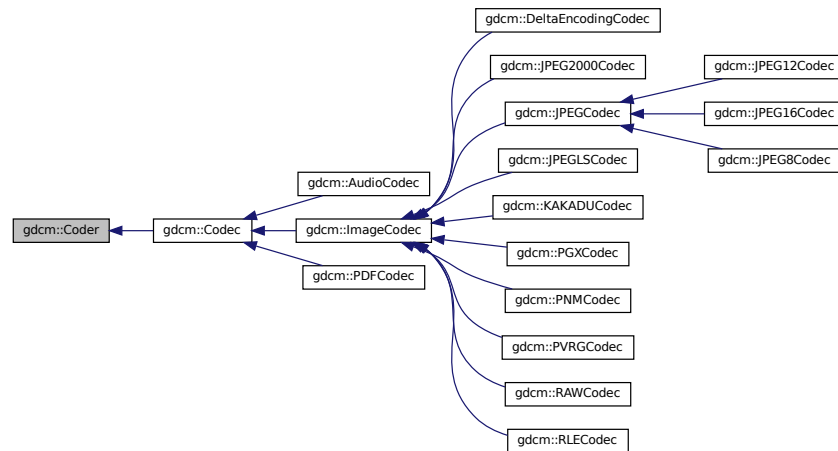 gdcm::DeltaEncodingCodec
gdcm::JPEG2000Codec
gdcm::JPEG12Codec
gdcm::JPEGCodec
gdcm::JPEG16Codec
gdcm::JPEGLSCodec
gdcm::JPEG8Codec
gdcm::AudioCodec
gdcm::KAKADUCodec
gdcm::Coder
gdcm::Codec
gdcm::ImageCodec
gdcm::PGXCodec
gdcm::PDFCodec
gdcm::PNMCodec
gdcm::PVRGCodec
gdcm::RAWCodec
gdcm::RLECodec